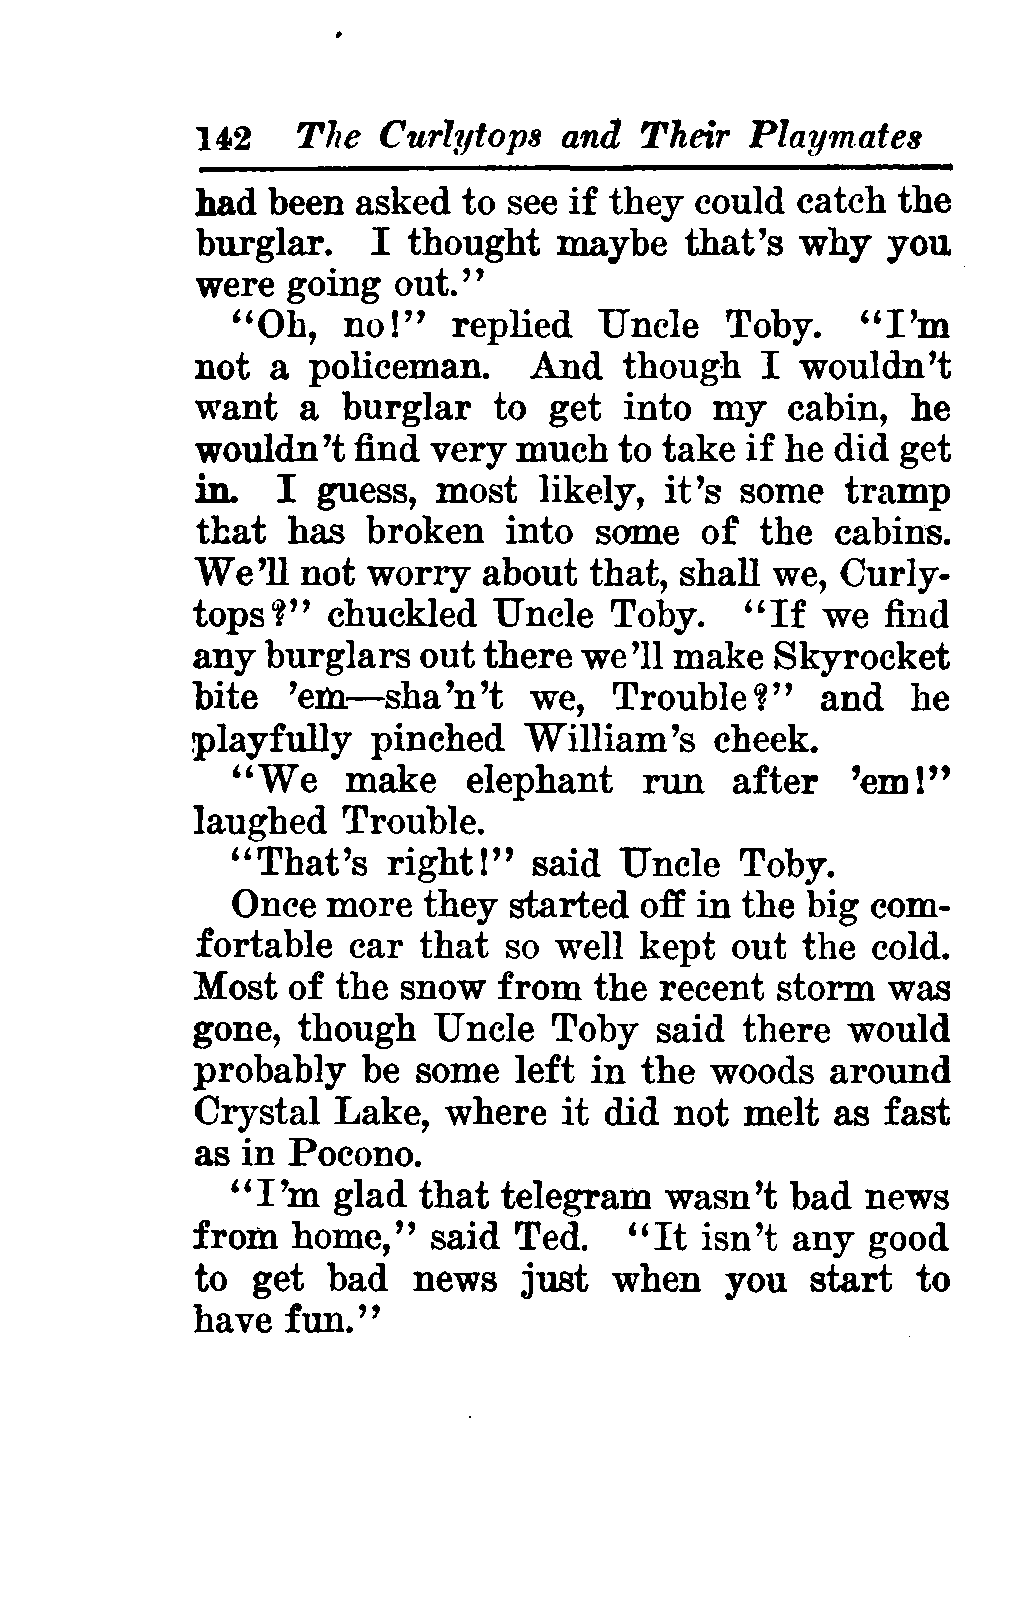 142 The Curlytops and Their Playmates
had been asked to see if they could catch the
burglar. I thought maybe that's why you
were going out."
"Oh, no!" replied Uncle Toby. "I'm
not a policeman. And though I wouldn't
want a burglar to get into my cabin, he
wouldn't find very much to take if he did get
in. I guess, most likely, it's some tramp
that has broken into some of the cabins.
We'll not worry about that, shall we, Curly-
tops?" chuckled Uncle Toby. "If we find
any burglars out there we'll make Skyrocket
bite 'em—sha'n't we, Trouble?" and he
playfully pinched William's cheek.
"We make elephant run after 'em!"
laughed Trouble.
"That's right!" said Uncle Toby.
Once more they started off in the big com-
fortable car that so well kept out the cold.
Most of the snow from the recent storm was
gone, though Uncle Toby said there would
probably be some left in the woods around
Crystal Lake, where it did not melt as fast
as in Pocono.
"I'm glad that telegram wasn't bad news
from home," said Ted. "It isn't any good
to get bad news just when you start to
have fun."